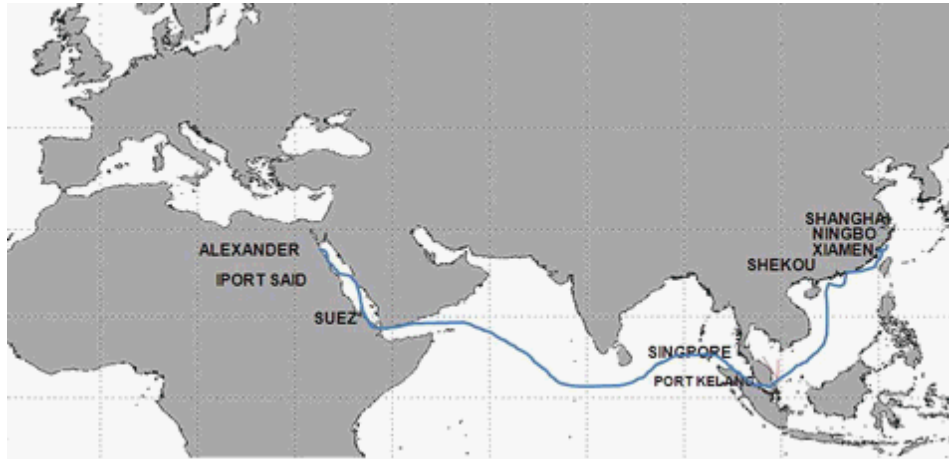 SHANGHAI
NINGBO
ALEXANDER
XIAMEN
SHEKOU
IPORT SAID
SUEZ
SINGPORE
PORT KELANG